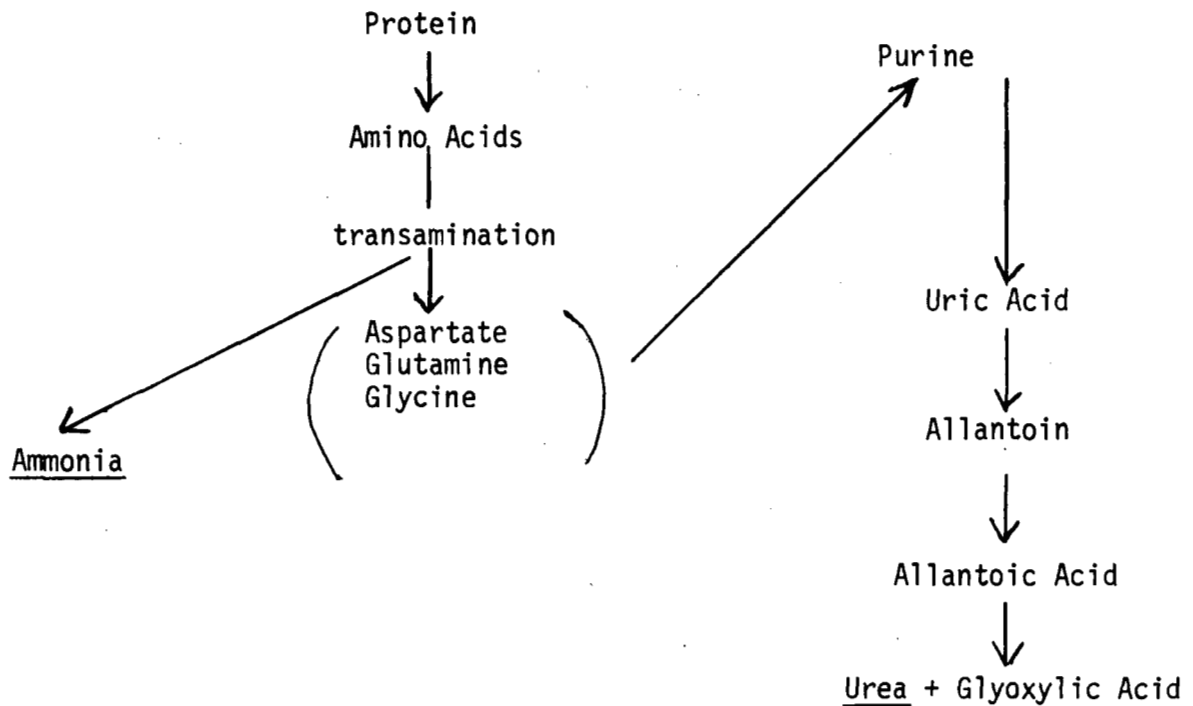 Protein
Amino Acids
transamination
Aspartate
Glutamine
Glycine
Ammonia
Purine
Uric Acid
Allantoin
Allantoic Acid
Urea + Glyoxylic Acid